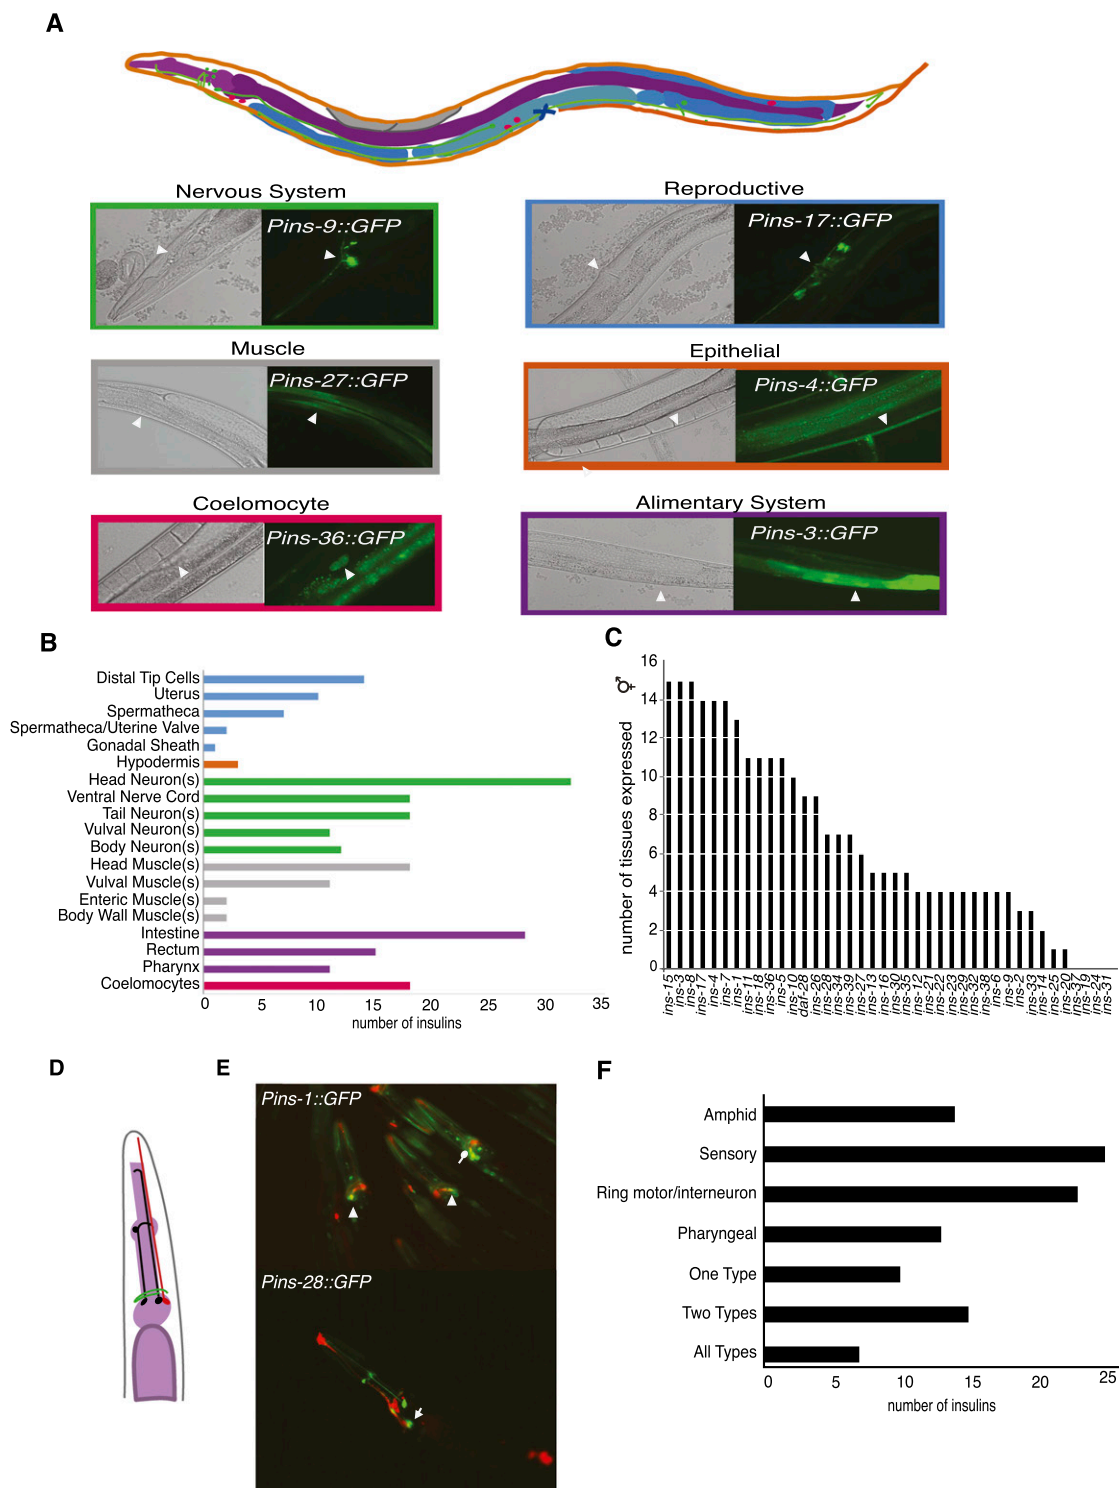 A
Nervous System
Reproductive
Pins-9::GFP
Pins-17::GFP
Muscle
Epithelial
Pins-27::GFP
Pins-4::GFP
Coelomocyte
Alimentary System
Pins-36::GFP
Pins-3::GFP
B
Distal Tip Cells
Uterus
Spermatheca
Spermatheca/Uterine Valve
Gonadal Sheath
Hypodermis
Head Neuron(s)
Ventral Nerve Cord
Tail Neuron(s)
Vulval Neuron(s)
Body Neuron(s)
Head Muscle(s)
Vulval Muscle(s)
Enteric Muscle(s)
Body Wall Muscle(s)
Intestine
Rectum
Pharynx
Coelomocytes
0 5 10 15 20 25 30 35
number of insulins
C
⚥
number of tissues expressed
16
14
12
10
8
6
4
2
0
ins-15
ins-3
ins-8
ins-17
ins-4
ins-7
ins-1
ins-11
ins-18
ins-36
ins-5
ins-10
daf-28
ins-26
ins-28
ins-34
ins-39
ins-27
ins-13
ins-16
ins-30
ins-35
ins-12
ins-21
ins-22
ins-23
ins-29
ins-32
ins-38
ins-6
ins-9
ins-2
ins-33
ins-14
ins-25
ins-20
ins-37
ins-19
ins-24
ins-31
D
E
Pins-1::GFP
Pins-28::GFP
F
Amphid
Sensory
Ring motor/interneuron
Pharyngeal
One Type
Two Types
All Types
0 5 10 15 20 25
number of insulins